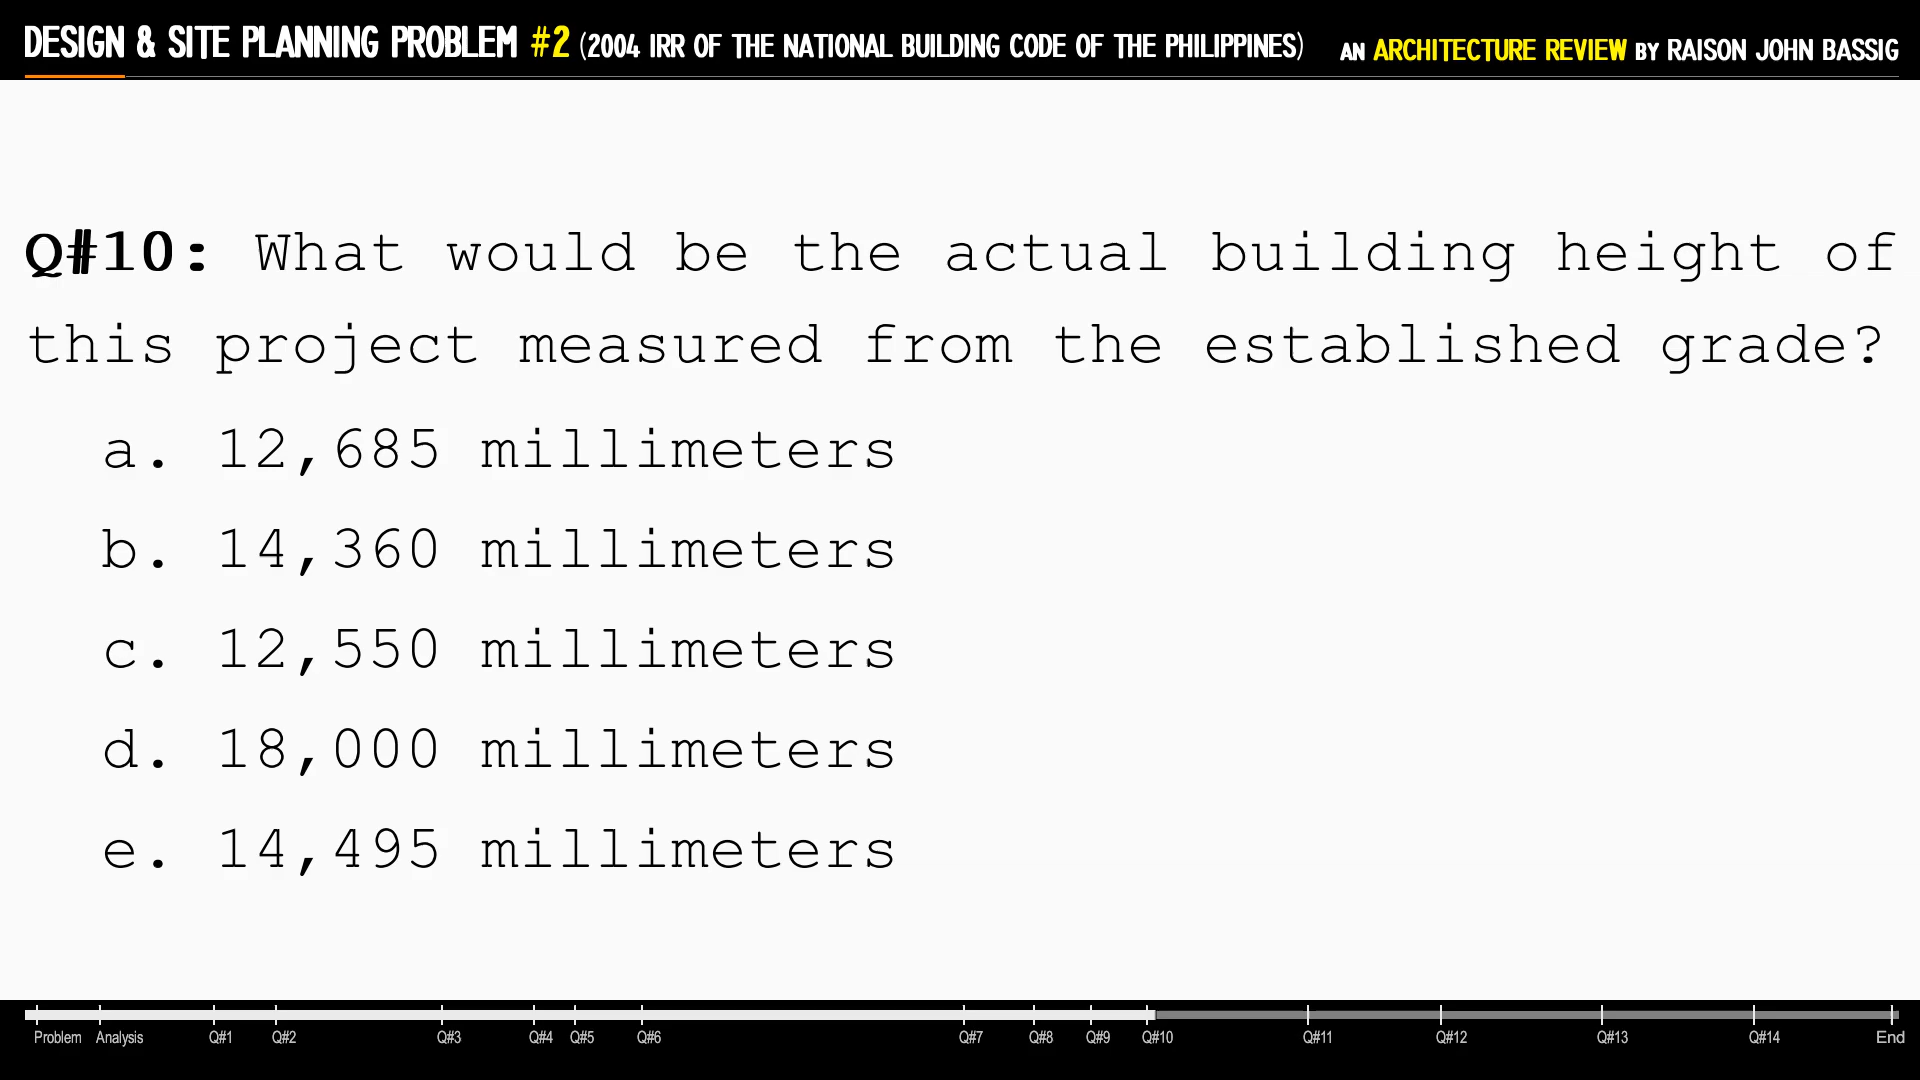 DESIGN & SITE PLANNING PROBLEM #2 (2004 IRR OF THE NATIONAL BUILDING CODE OF THE PHILIPPINES) AN ARCHITECTURE REVIEW BY RAISON JOHN BASSIG
Q#10: What would be the actual building height of
this project measured from the established grade?
a. 12,685 millimeters
b. 14,360 millimeters
c. 12,550 millimeters
d. 18,000 millimeters
e. 14,495 millimeters
Problem Analysis Q#1 Q#2 Q#3 Q#4 Q#5 Q#6 Q#7 Q#8 Q#9 Q#10 Q#11 Q#12 Q#13 Q#14 End